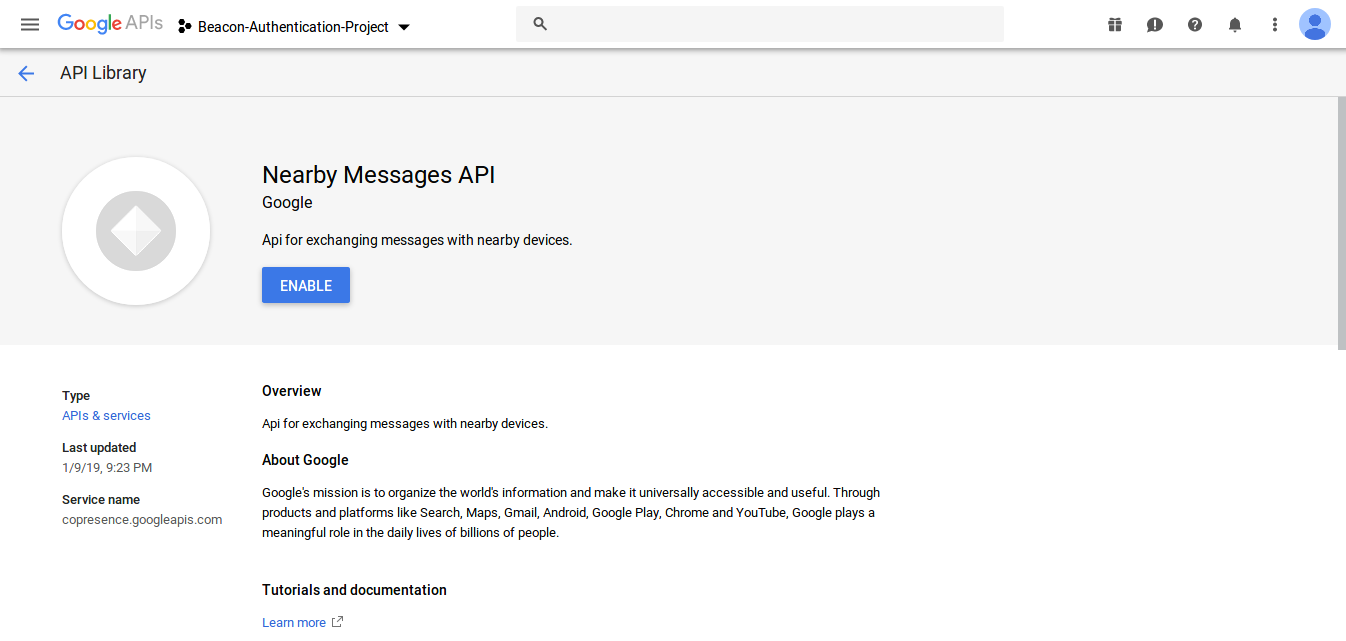 Google APIs
Beacon-Authentication-Project
API Library
Nearby Messages API
Google
Api for exchanging messages with nearby devices.
ENABLE
Type
APIs & services
Last updated
1/9/19, 9:23 PM
Service name
copresence.googleapis.com
Overview
Api for exchanging messages with nearby devices.
About Google
Google's mission is to organize the world's information and make it universally accessible and useful. Through
products and platforms like Search, Maps, Gmail, Android, Google Play, Chrome and YouTube, Google plays a
meaningful role in the daily lives of billions of people.
Tutorials and documentation
Learn more